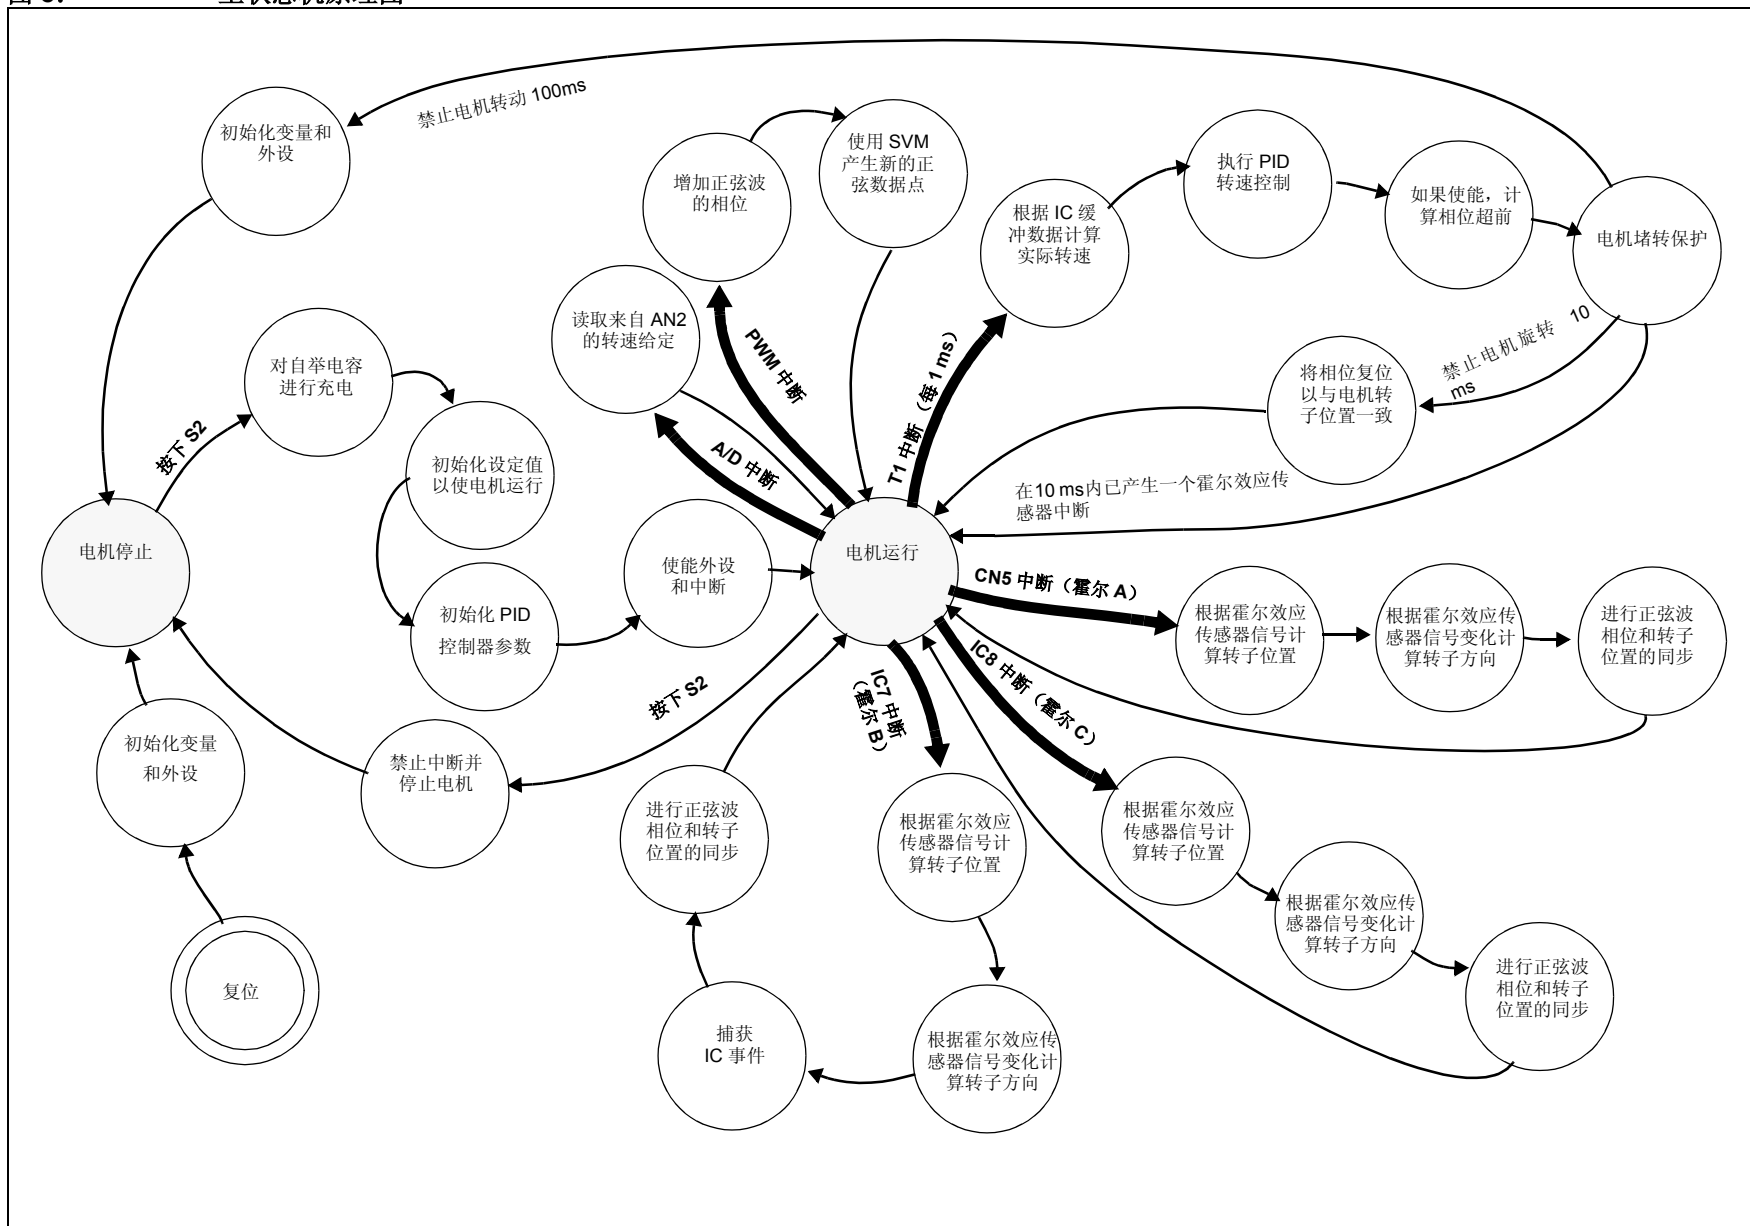 初始化变量和
外设
禁止电机转动 100ms
增加正弦波
的相位
使用 SVM
产生新的正
弦数据点
根据 IC 缓
冲数据计算
实际转速
执行 PID
转速控制
如果使能，计
算相位超前
电机堵转保护
读取来自 AN2
的转速给定
PWM 中断
A/D 中断
T1 中断（每 1 ms）
禁止电机旋转 10
ms
将相位复位
以与电机转
子位置一致
在10 ms内已产生一个霍尔效应传
感器中断
对自举电容
进行充电
按下 S2
初始化设定值
以使电机运行
电机停止
使能外设
和中断
电机运行
初始化 PID
控制器参数
CN5 中断（霍尔 A）
根据霍尔效应
传感器信号计
算转子位置
根据霍尔效应传
感器信号变化计
算转子方向
进行正弦波
相位和转子
位置的同步
IC8 中断（霍尔 C）
IC7 中断
（霍尔 B）
按下 S2
初始化变量
和外设
禁止中断并
停止电机
进行正弦波
相位和转子
位置的同步
根据霍尔效应
传感器信号计
算转子位置
根据霍尔效应
传感器信号计
算转子位置
根据霍尔效应传
感器信号变化计
算转子方向
进行正弦波
相位和转子
位置的同步
复位
捕获
IC 事件
根据霍尔效应传
感器信号变化计
算转子方向